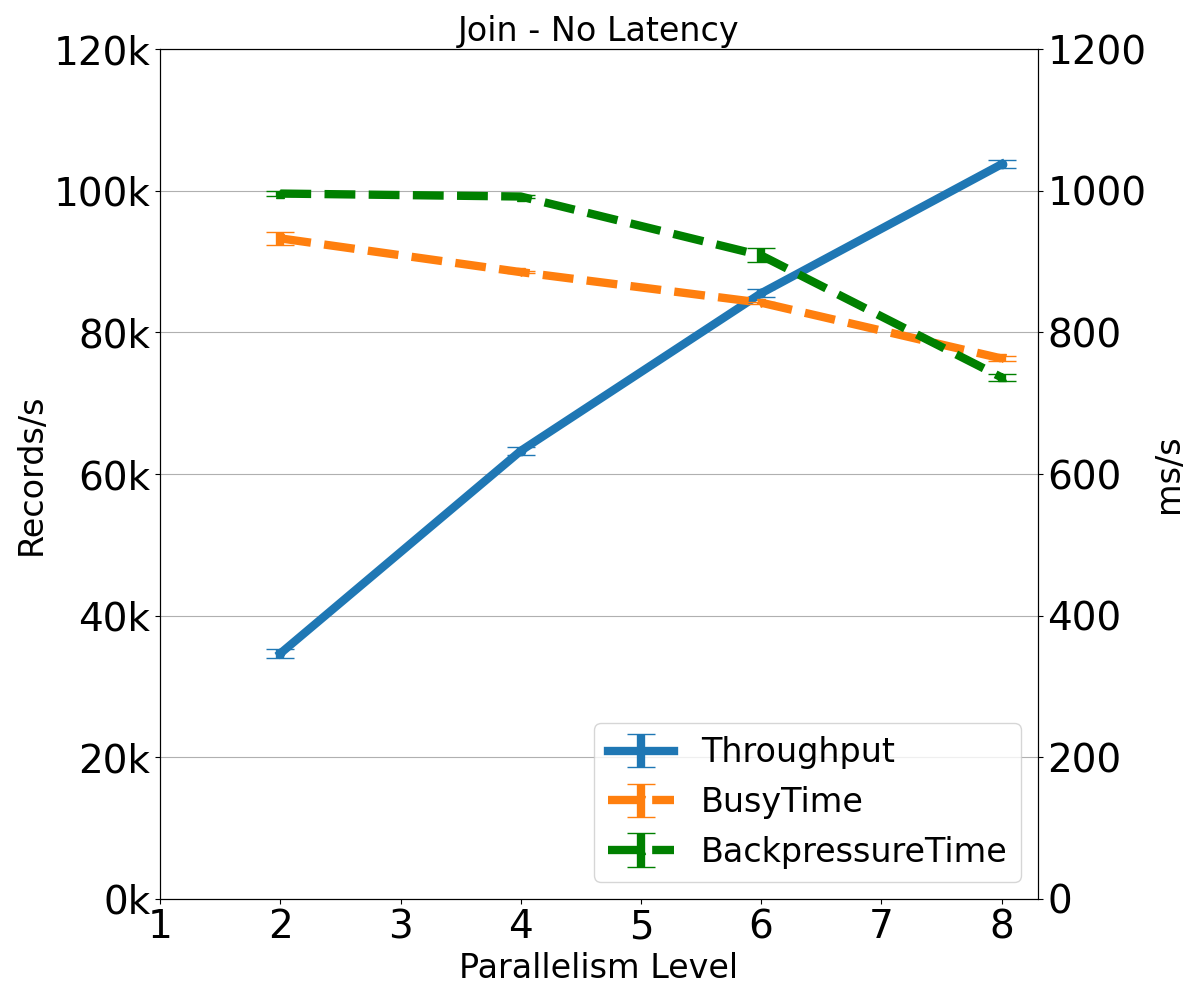 Join - No Latency
120k
100k
80k
60k
40k
20k
0k
Records/s
1200
1000
800
600
400
200
0
ms/s
Throughput
BusyTime
BackpressureTime
1 2 3 4 5 6 7 8
Parallelism Level